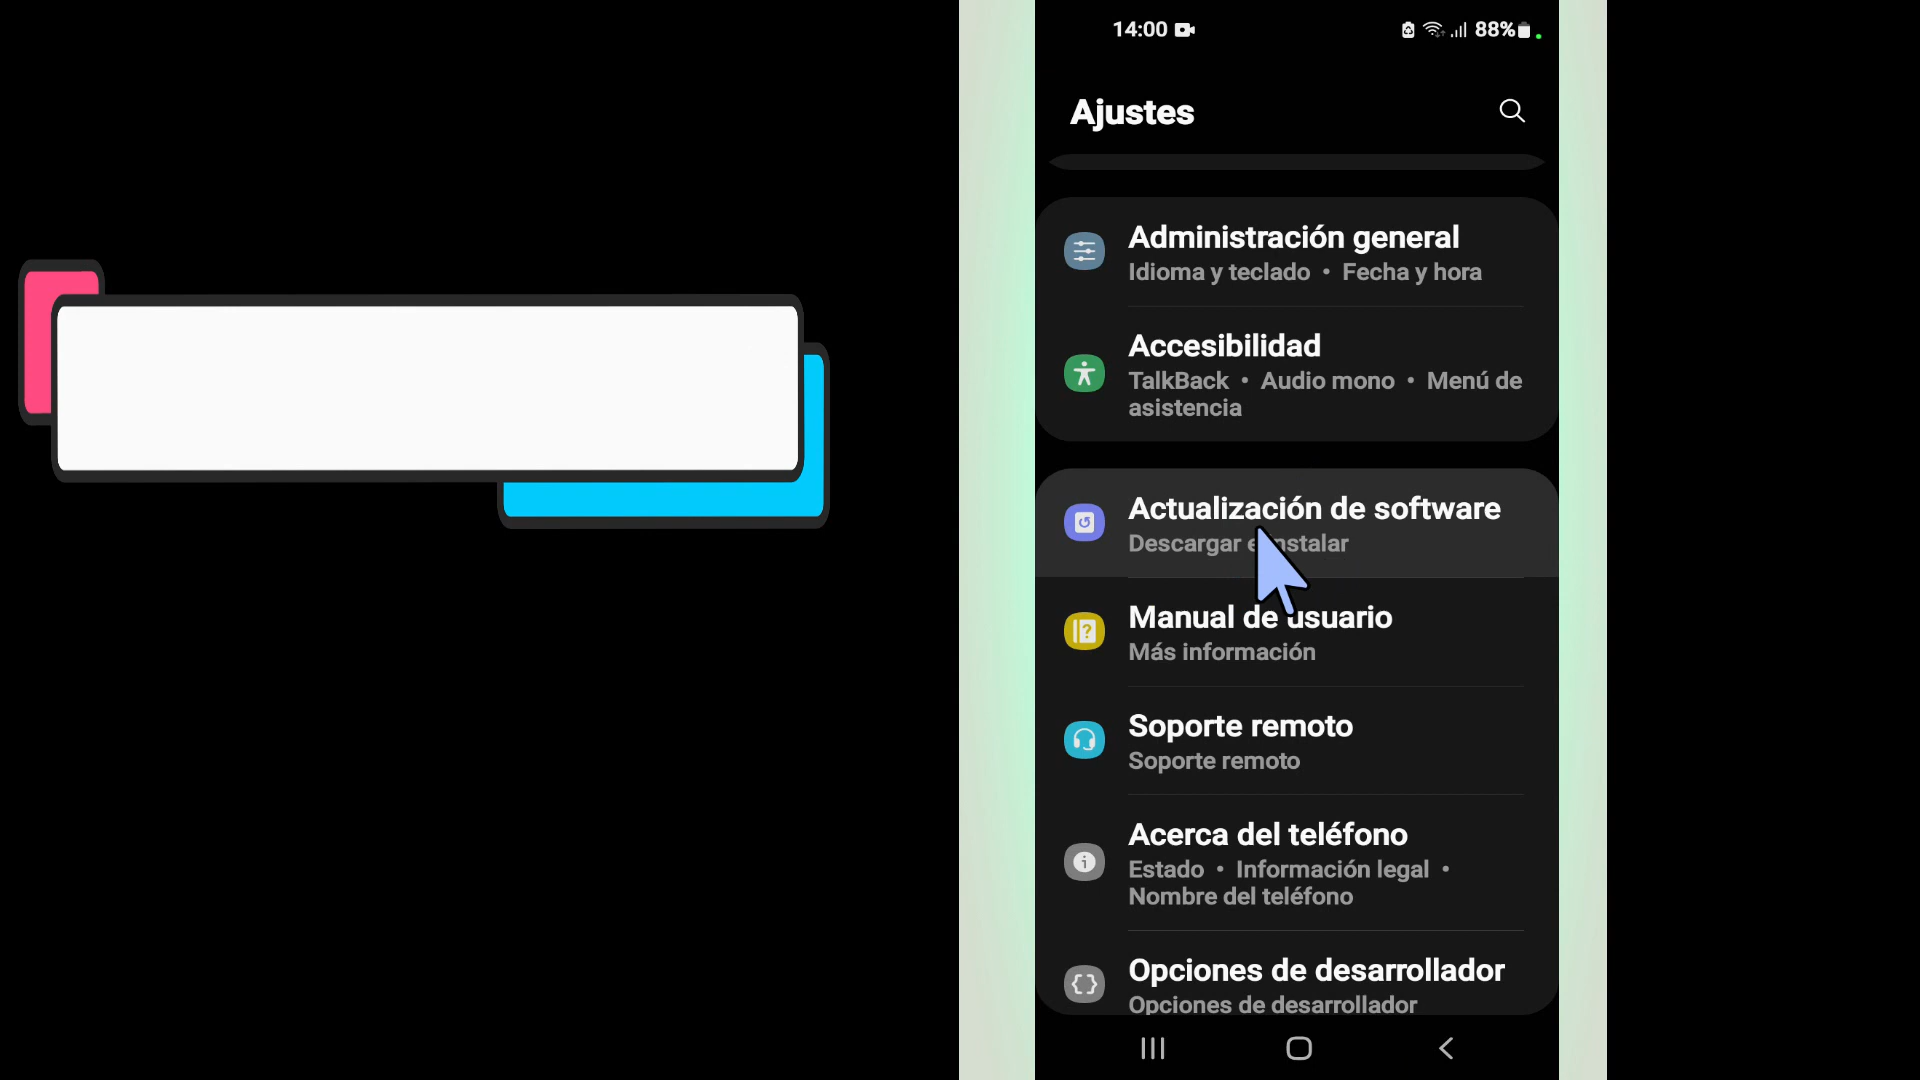 14:00
88%
Ajustes
Administración general
Idioma y teclado • Fecha y hora
Accesibilidad
TalkBack • Audio mono • Menú de
asistencia
Actualización de software
Descargar e instalar
Manual de usuario
Más información
Soporte remoto
Soporte remoto
Acerca del teléfono
Estado • Información legal •
Nombre del teléfono
Opciones de desarrollador
Opciones de desarrollador